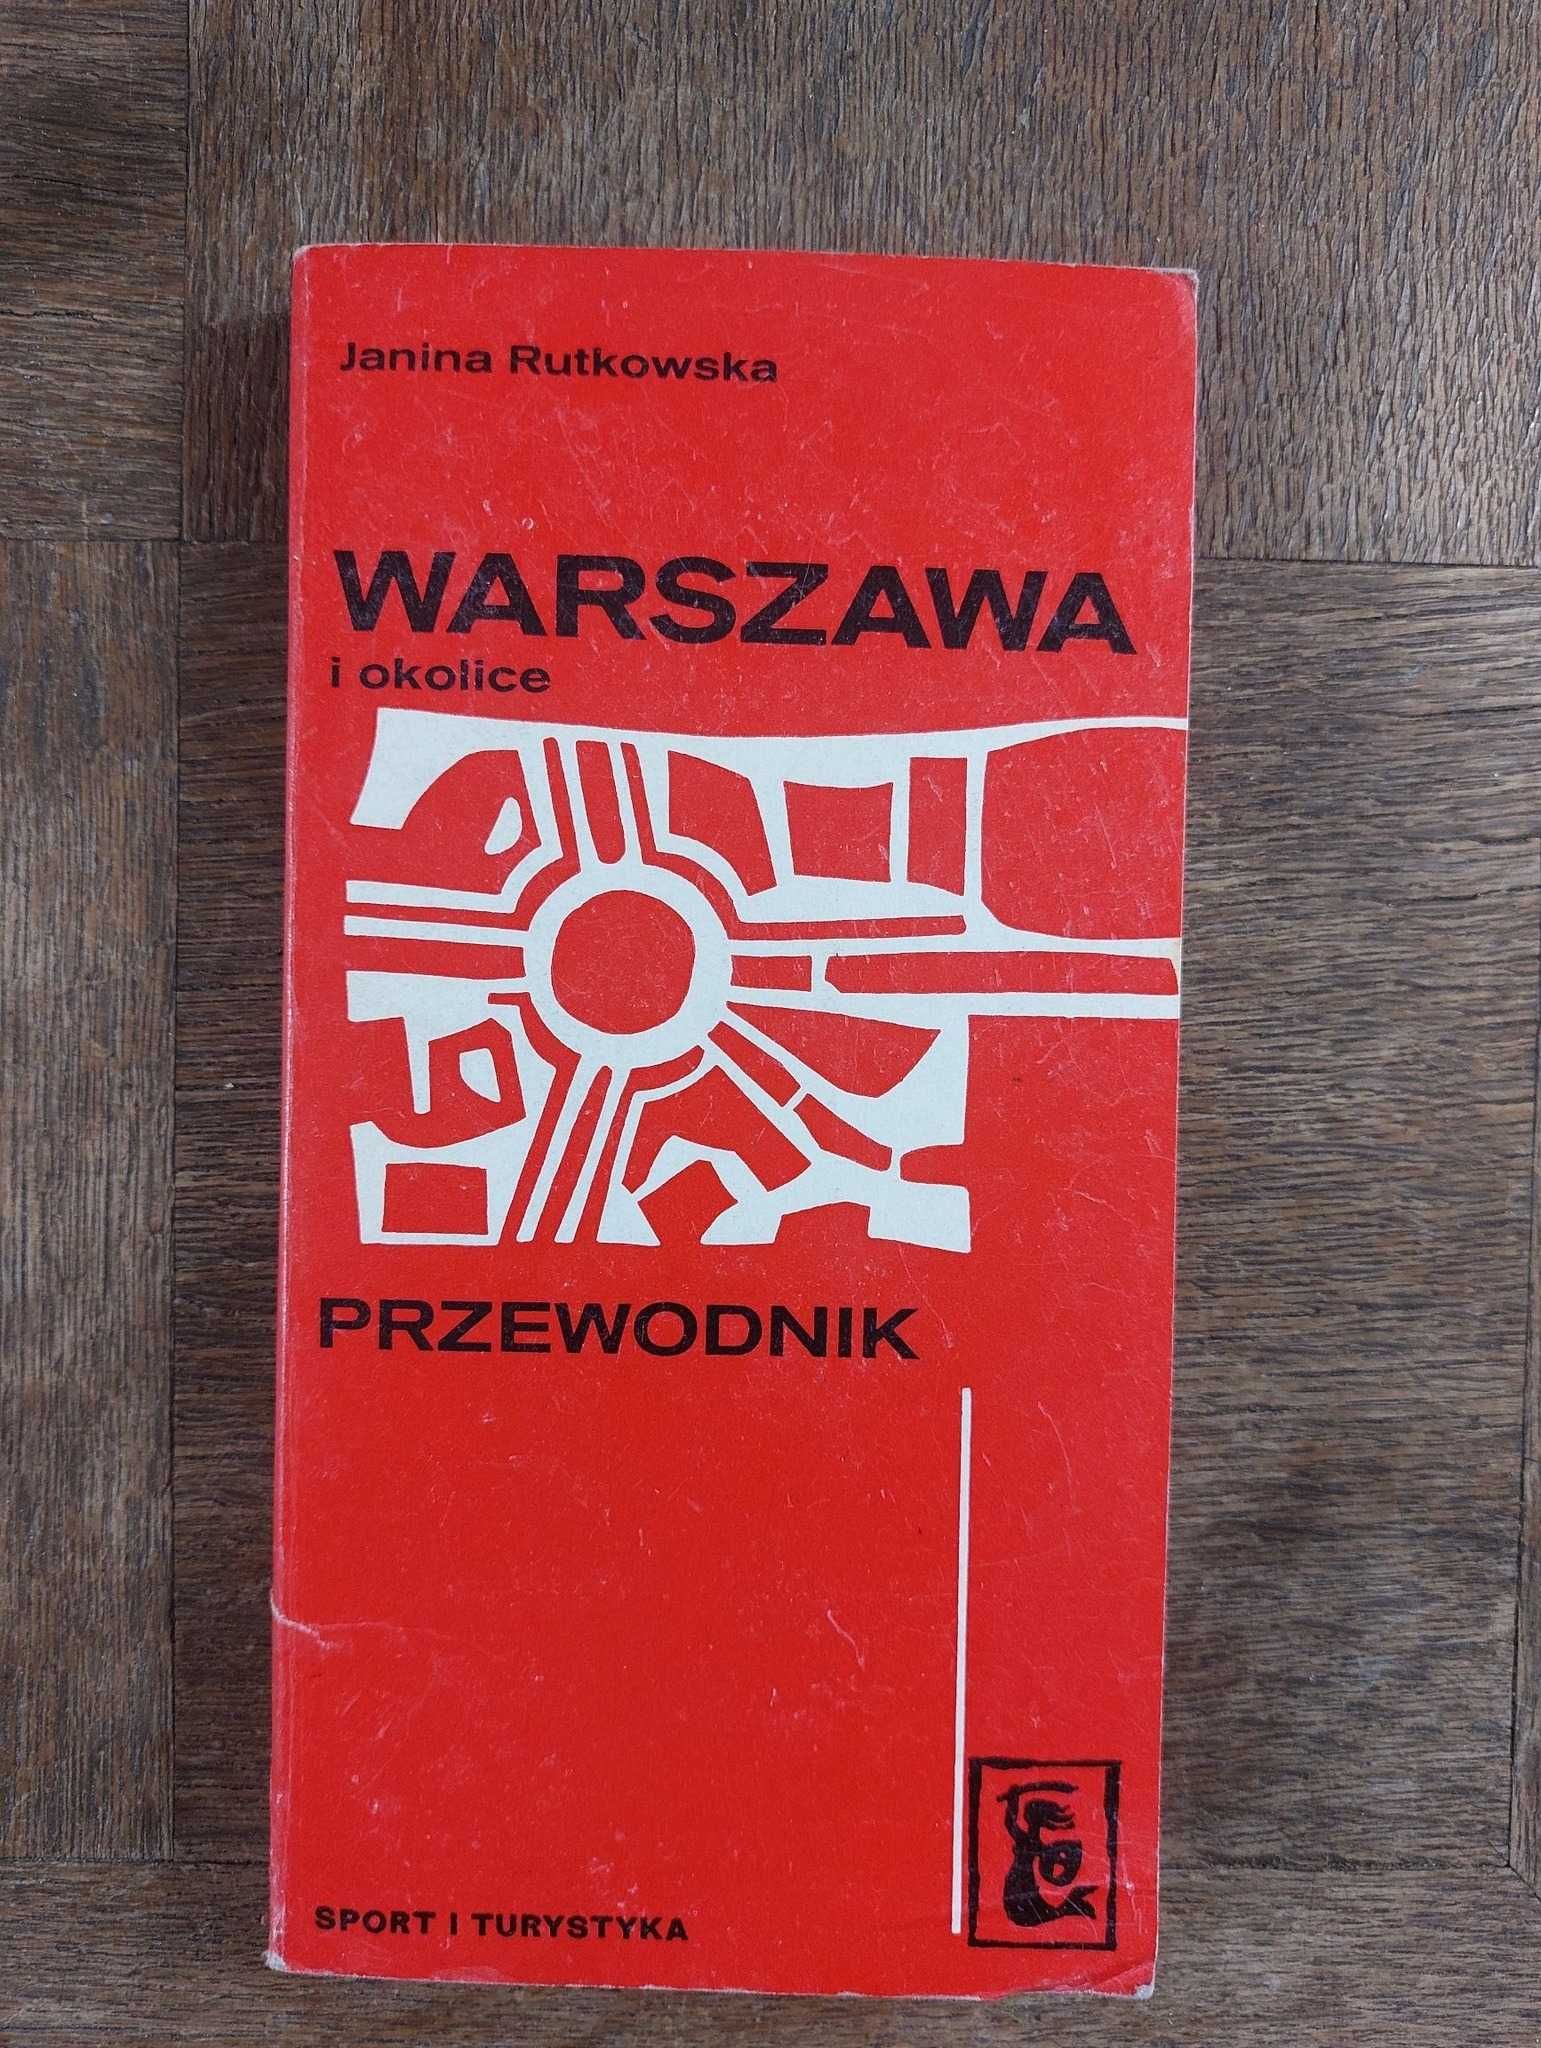 Janina Rutkowska
WARSZAWA
i okolice
PRZEWODNIK
SPORT I TURYSTYKA